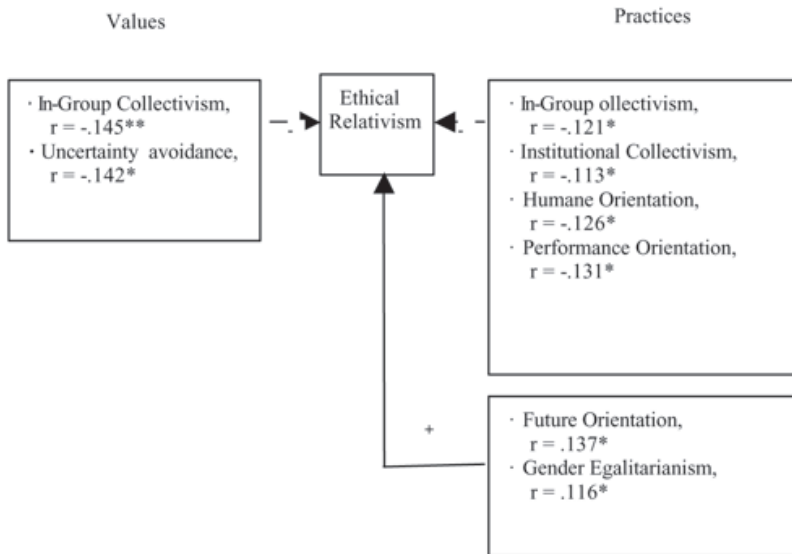 Values
Practices
· In-Group Collectivism,
r = -.145**
· Uncertainty avoidance,
r = -.142*
Ethical
Relativism
-
-
· In-Group ollectivism,
r = -.121*
· Institutional Collectivism,
r = -.113*
· Humane Orientation,
r = -.126*
· Performance Orientation,
r = -.131*
+
· Future Orientation,
r = .137*
· Gender Egalitarianism,
r = .116*